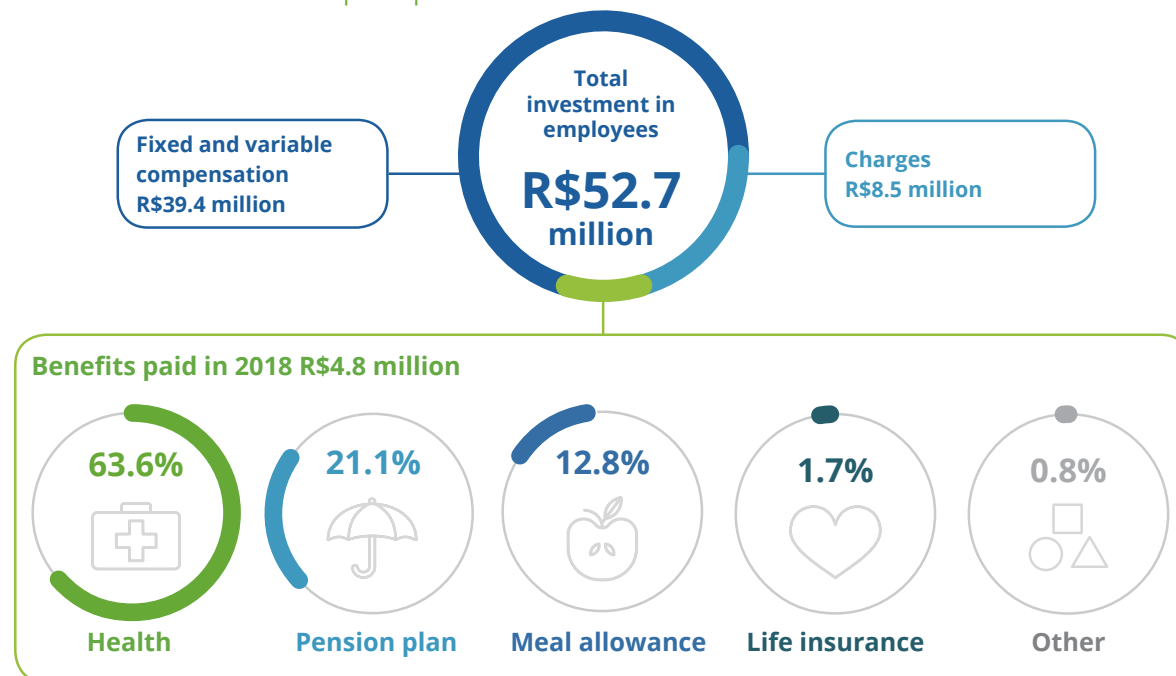 Total
investment in
employees
R$52.7
million
Fixed and variable
compensation
R$39.4 million
Charges
R$8.5 million
Benefits paid in 2018 R$4.8 million
63.6%
Health
21.1%
Pension plan
12.8%
Meal allowance
1.7%
Life insurance
0.8%
Other